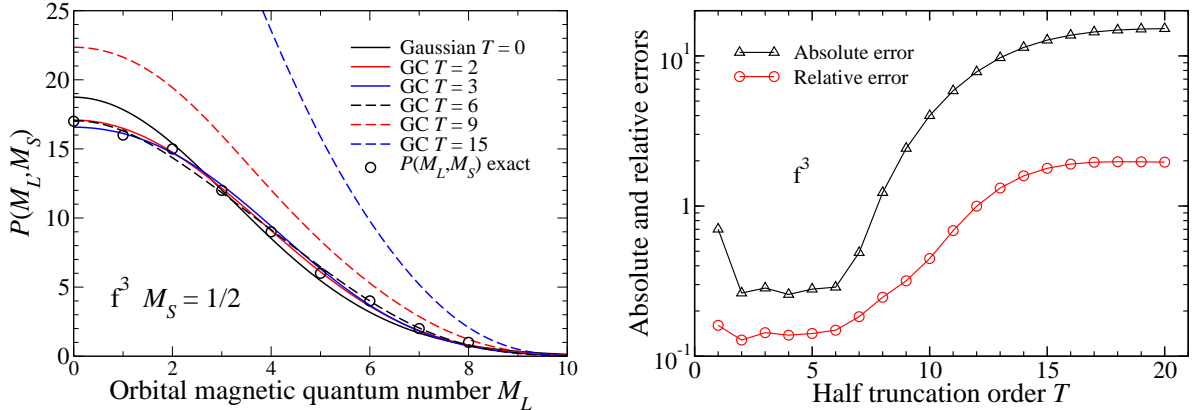 25
20
15
10
5
0
P(M_L,M_S)
Gaussian T = 0
GC T = 2
GC T = 3
GC T = 6
GC T = 9
GC T = 15
P(M_L,M_S) exact
f^3 M_S = 1/2
0 2 4 6 8 10
Orbital magnetic quantum number M_L
10^1
1
10^-1
Absolute and relative errors
Absolute error
Relative error
f^3
0 5 10 15 20
Half truncation order T